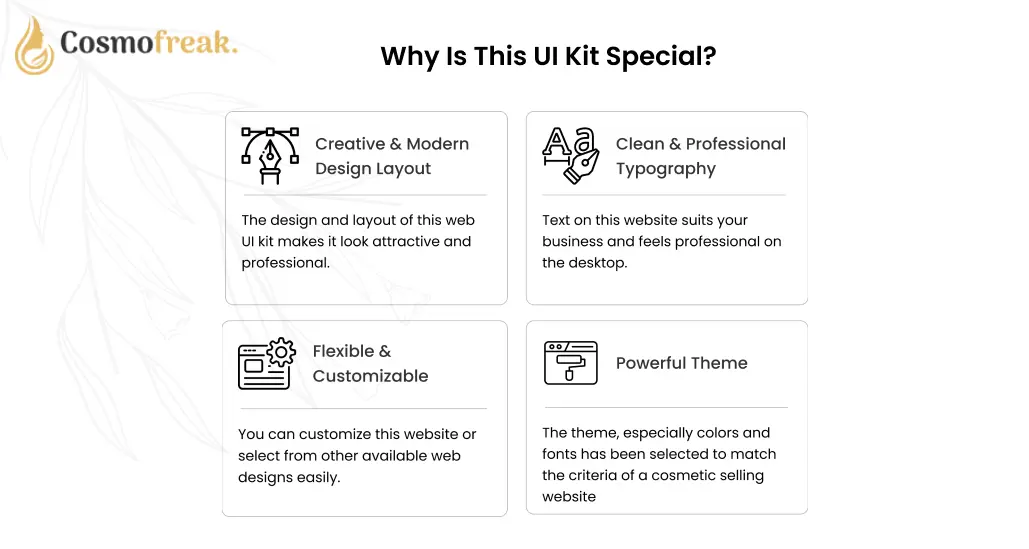 Cosmofreak.
Why Is This UI Kit Special?
Creative & Modern
Design Layout
The design and layout of this web
UI kit makes it look attractive and
professional.
Clean & Professional
Typography
Text on this website suits your
business and feels professional on
the desktop.
Flexible &
Customizable
You can customize this website or
select from other available web
designs easily.
Powerful Theme
The theme, especially colors and
fonts has been selected to match
the criteria of a cosmetic selling
website